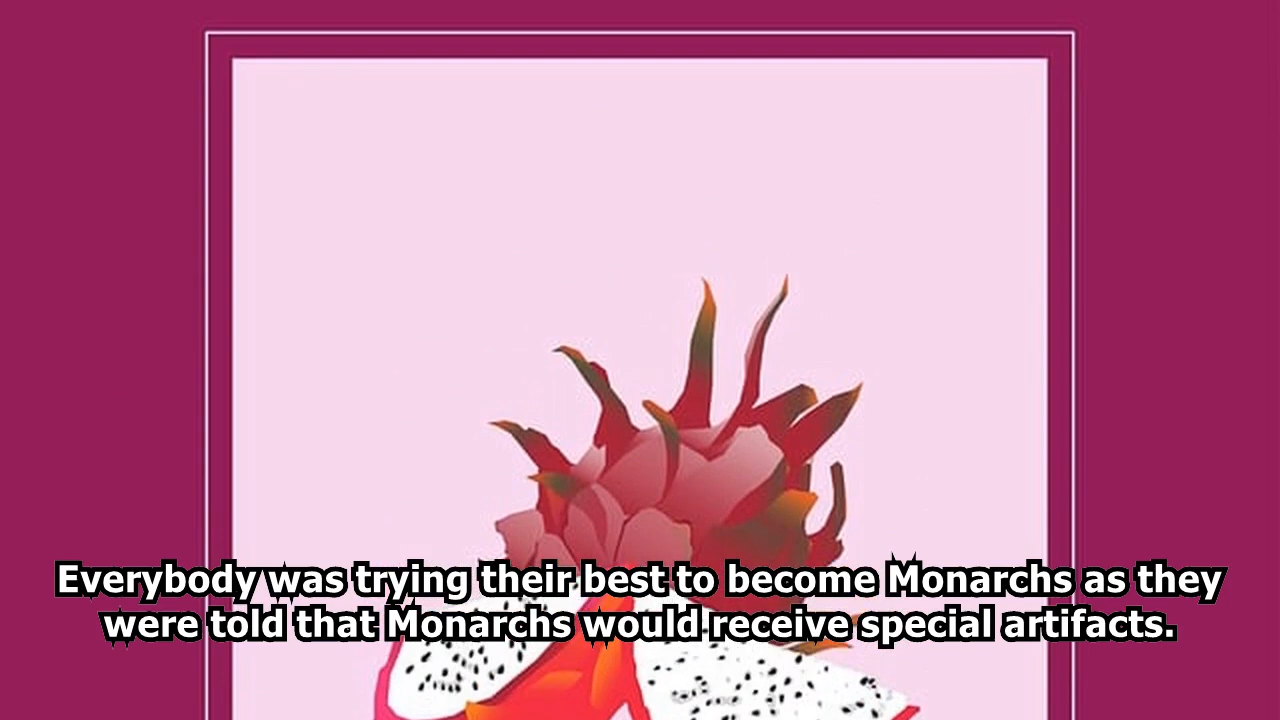 Everybody was trying their best to become Monarchs as they
were told that Monarchs would receive special artifacts.